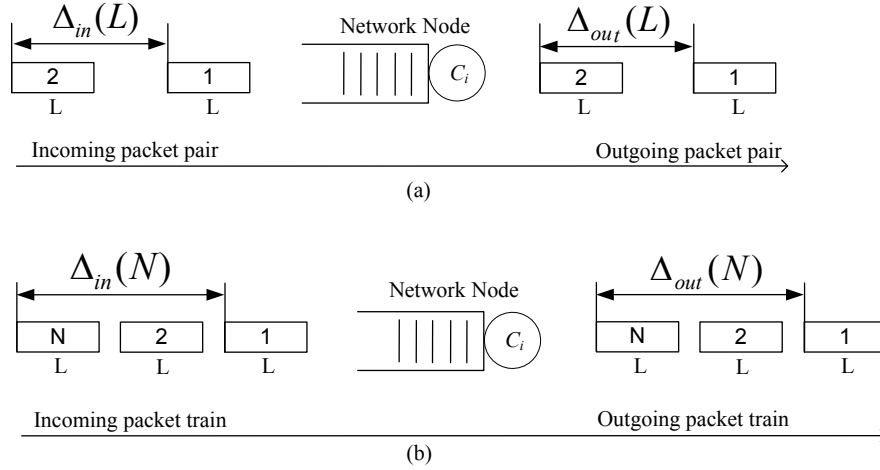 Δin(L) Network Node Δout(L)
2 1 Ci 2 1
L L L L
Incoming packet pair Outgoing packet pair
(a)
Δin(N) Network Node Δout(N)
N 2 1 Ci N 2 1
L L L L L L
Incoming packet train Outgoing packet train
(b)